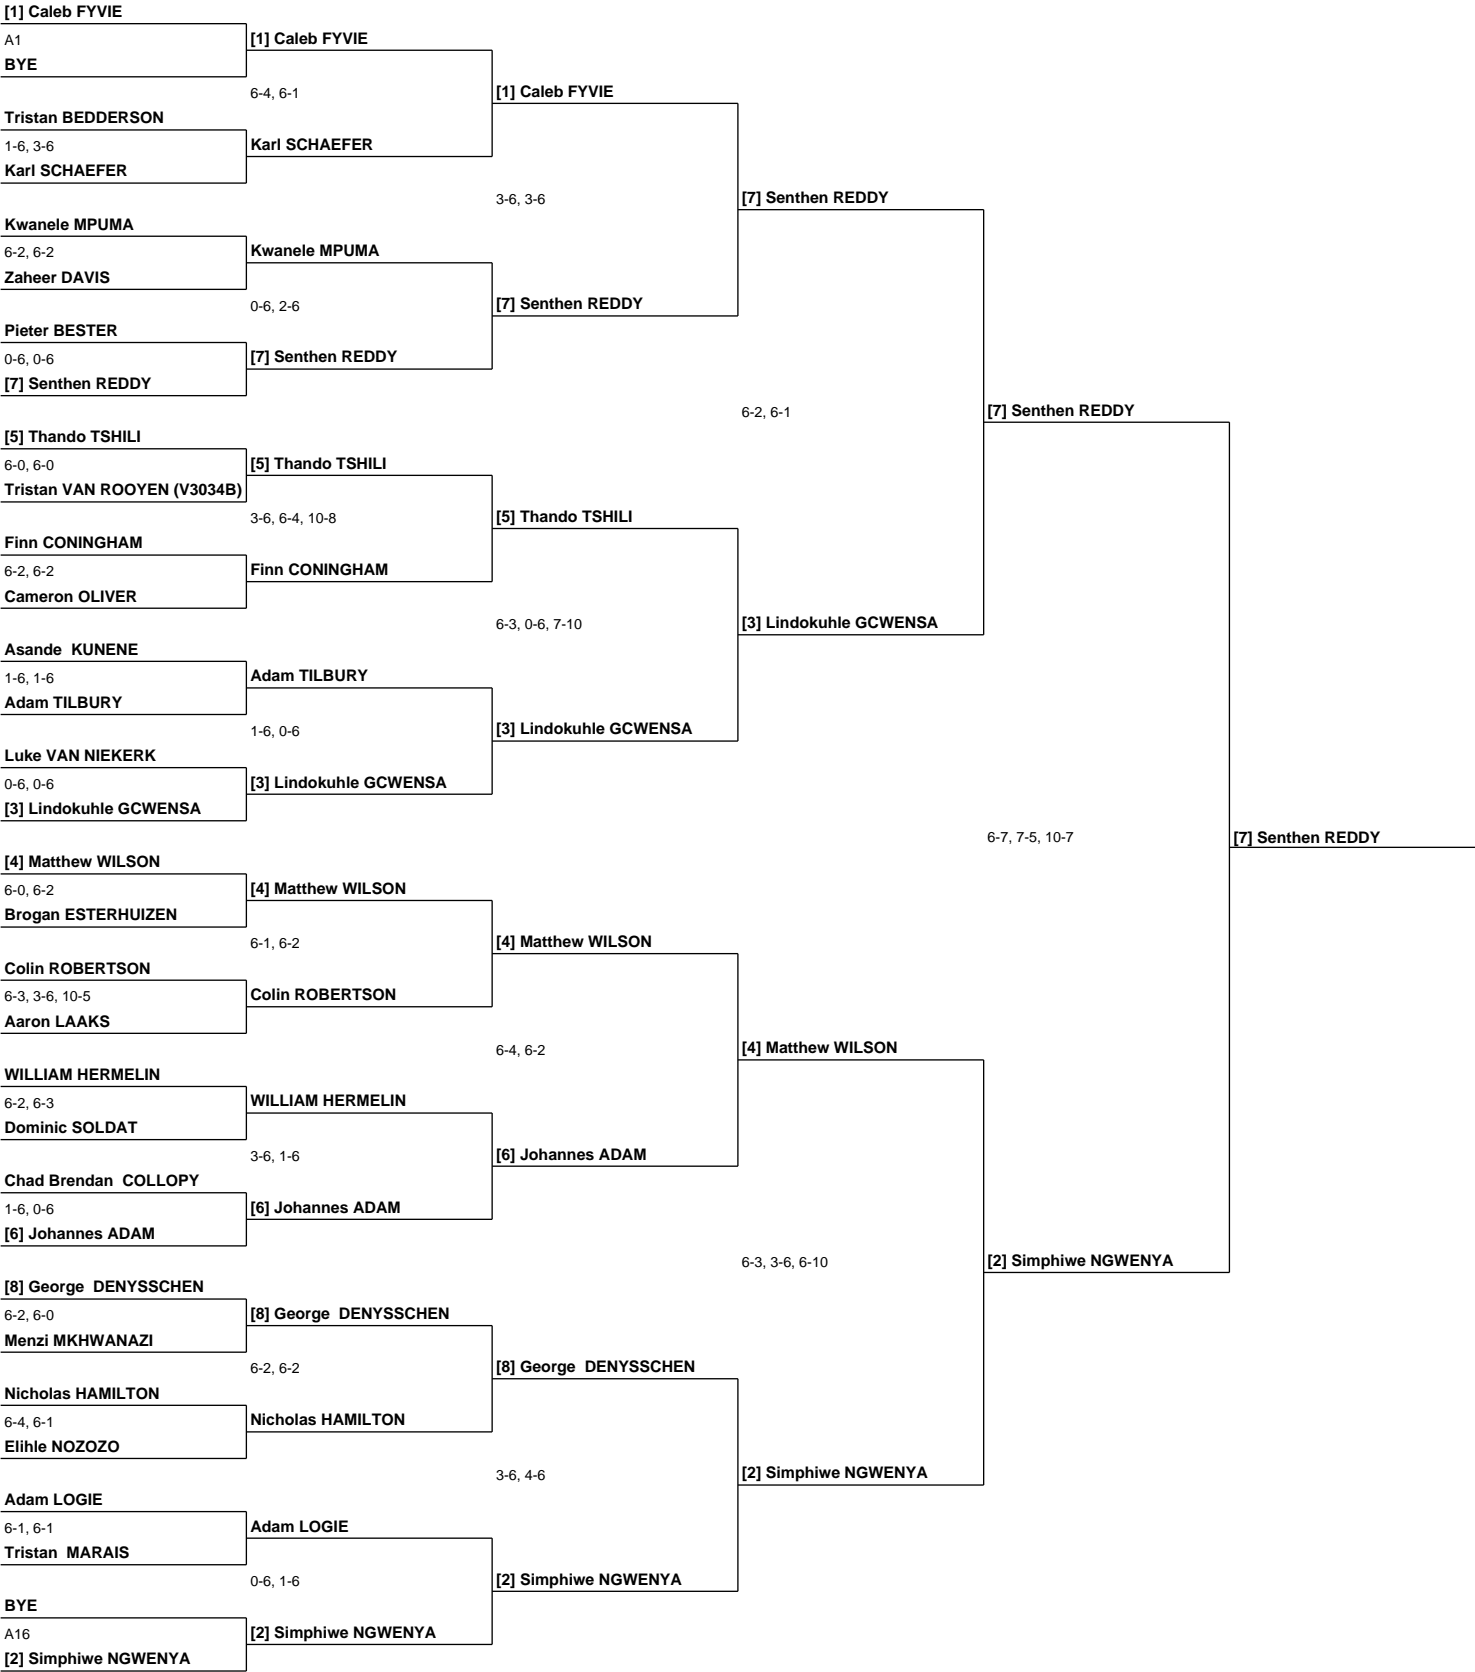 [1] Caleb FYVIE
A1
BYE
Tristan BEDDERSON
1-6, 3-6
Karl SCHAEFER
Kwanele MPUMA
6-2, 6-2
Zaheer DAVIS
Pieter BESTER
0-6, 0-6
[7] Senthen REDDY
[5] Thando TSHILI
6-0, 6-0
Tristan VAN ROOYEN (V3034B)
Finn CONINGHAM
6-2, 6-2
Cameron OLIVER
Asande  KUNENE
1-6, 1-6
Adam TILBURY
Luke VAN NIEKERK
0-6, 0-6
[3] Lindokuhle GCWENSA
[4] Matthew WILSON
6-0, 6-2
Brogan ESTERHUIZEN
Colin ROBERTSON
6-3, 3-6, 10-5
Aaron LAAKS
WILLIAM HERMELIN
6-2, 6-3
Dominic SOLDAT
Chad Brendan  COLLOPY
1-6, 0-6
[6] Johannes ADAM
[8] George  DENYSSCHEN
6-2, 6-0
Menzi MKHWANAZI
Nicholas HAMILTON
6-4, 6-1
Elihle NOZOZO
Adam LOGIE
6-1, 6-1
Tristan  MARAIS
BYE
A16
[2] Simphiwe NGWENYA
[1] Caleb FYVIE
6-4, 6-1
Karl SCHAEFER
Kwanele MPUMA
0-6, 2-6
[7] Senthen REDDY
[5] Thando TSHILI
3-6, 6-4, 10-8
Finn CONINGHAM
Adam TILBURY
1-6, 0-6
[3] Lindokuhle GCWENSA
[4] Matthew WILSON
6-1, 6-2
Colin ROBERTSON
WILLIAM HERMELIN
3-6, 1-6
[6] Johannes ADAM
[8] George  DENYSSCHEN
6-2, 6-2
Nicholas HAMILTON
Adam LOGIE
0-6, 1-6
[2] Simphiwe NGWENYA
[1] Caleb FYVIE
3-6, 3-6
[7] Senthen REDDY
[5] Thando TSHILI
6-3, 0-6, 7-10
[3] Lindokuhle GCWENSA
[4] Matthew WILSON
6-4, 6-2
[6] Johannes ADAM
[8] George  DENYSSCHEN
3-6, 4-6
[2] Simphiwe NGWENYA
[7] Senthen REDDY
6-2, 6-1
[3] Lindokuhle GCWENSA
[4] Matthew WILSON
6-3, 3-6, 6-10
[2] Simphiwe NGWENYA
[7] Senthen REDDY
6-7, 7-5, 10-7
[2] Simphiwe NGWENYA
[7] Senthen REDDY